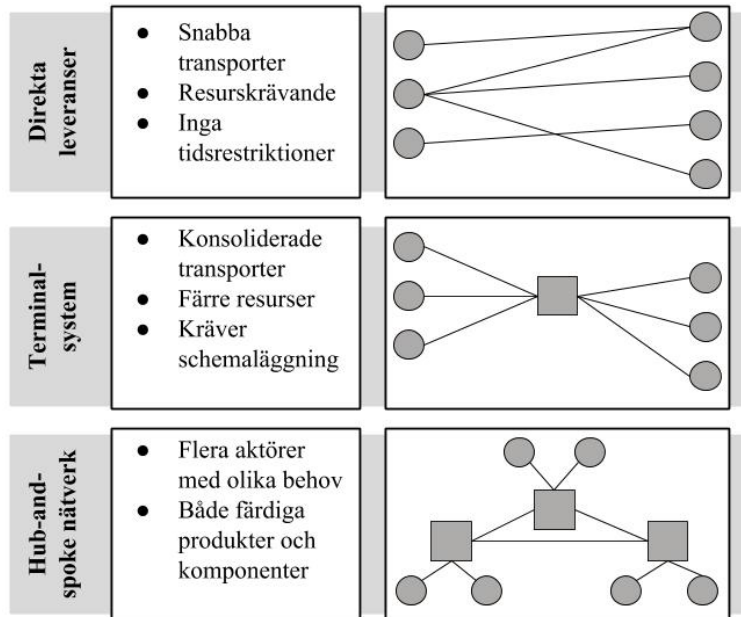 Direkta
leveranser
● Snabba
transporter
● Resurskrävande
● Inga
tidsrestriktioner
Terminal-
system
● Konsoliderade
transporter
● Färre resurser
● Kräver
schemaläggning
Hub-and-
spoke nätverk
● Flera aktörer
med olika behov
● Både färdiga
produkter och
komponenter